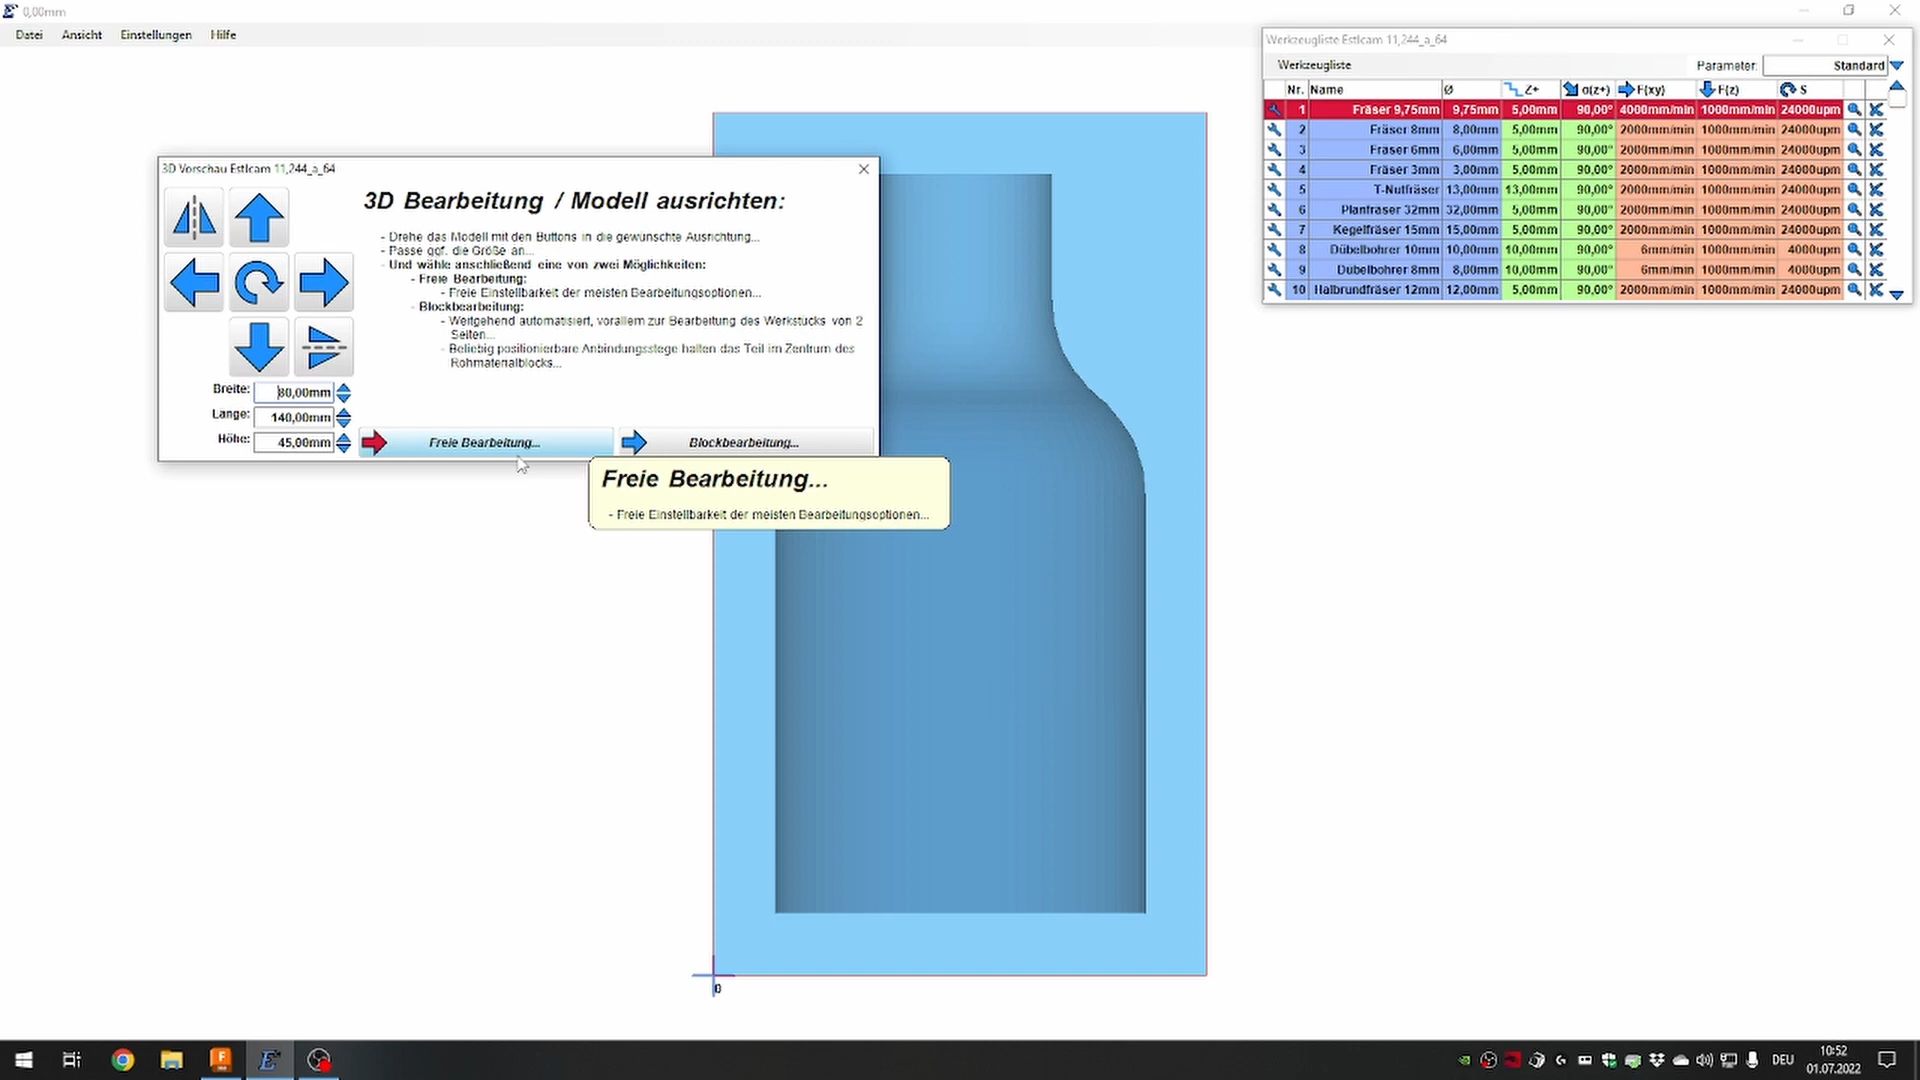 0,00mm
Datei Ansicht Einstellungen Hilfe
Werkzeugliste Estlcam 11,244_a_64
Werkzeugliste Parameter: Standard
Nr. Name Ø Z+ α(z+) F(xy) F(z) S
1 Fräser 9,75mm 9,75mm 5,00mm 90,00° 4000mm/min 1000mm/min 24000upm
2 Fräser 8mm 8,00mm 5,00mm 90,00° 2000mm/min 1000mm/min 24000upm
3 Fräser 6mm 6,00mm 5,00mm 90,00° 2000mm/min 1000mm/min 24000upm
4 Fräser 3mm 3,00mm 5,00mm 90,00° 2000mm/min 1000mm/min 24000upm
5 T-Nutfräser 13,00mm 13,00mm 90,00° 2000mm/min 1000mm/min 24000upm
6 Planfräser 32mm 32,00mm 5,00mm 90,00° 2000mm/min 1000mm/min 24000upm
7 Kegelfräser 15mm 15,00mm 5,00mm 90,00° 2000mm/min 1000mm/min 24000upm
8 Dübelbohrer 10mm 10,00mm 10,00mm 90,00° 6mm/min 1000mm/min 4000upm
9 Dübelbohrer 8mm 8,00mm 10,00mm 90,00° 6mm/min 1000mm/min 4000upm
10 Halbrundfräser 12mm 12,00mm 5,00mm 90,00° 2000mm/min 1000mm/min 24000upm
3D Vorschau Estlcam 11,244_a_64
3D Bearbeitung / Modell ausrichten:
- Drehe das Modell mit den Buttons in die gewünschte Ausrichtung...
- Passe ggf. die Größe an...
- Und wähle anschließend eine von zwei Möglichkeiten:
- Freie Bearbeitung:
- Freie Einstellbarkeit der meisten Bearbeitungsoptionen...
- Blockbearbeitung:
- Weitgehend automatisiert, vorallem zur Bearbeitung des Werkstücks von 2
Seiten...
- Beliebig positionierbare Anbindungsstege halten das Teil im Zentrum des
Rohmaterialblocks...
Breite: 80,00mm
Länge: 140,00mm
Höhe: 45,00mm
Freie Bearbeitung... Blockbearbeitung...
Freie Bearbeitung...
- Freie Einstellbarkeit der meisten Bearbeitungsoptionen...
0
DEU
10:52
01.07.2022